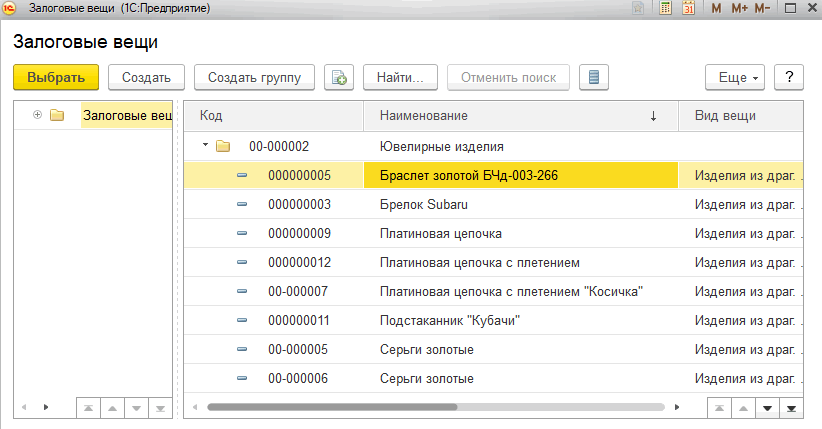 Залоговые вещи (1С:Предприятие)
M M+ M-
Залоговые вещи
Выбрать Создать Создать группу Найти... Отменить поиск Еще ?
Залоговые вещ
Код Наименование Вид вещи
00-000002 Ювелирные изделия
000000005 Браслет золотой БЧд-003-266 Изделия из драг. .
000000003 Брелок Subaru Изделия из драг. .
000000009 Платиновая цепочка Изделия из драг. .
000000012 Платиновая цепочка с плетением Изделия из драг. .
00-000007 Платиновая цепочка с плетением "Косичка" Изделия из драг. .
000000011 Подстаканник "Кубачи" Изделия из драг. .
00-000005 Серьги золотые Изделия из драг. .
00-000006 Серьги золотые Изделия из драг. .